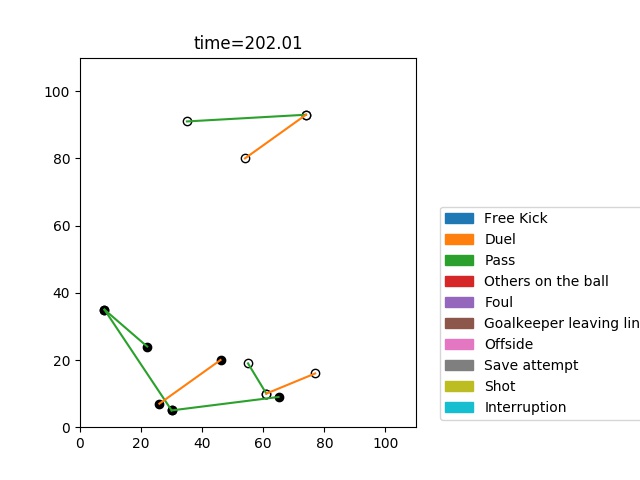 time=202.01
100
80
60
40
20
0
0 20 40 60 80 100
Free Kick
Duel
Pass
Others on the ball
Foul
Goalkeeper leaving lin
Offside
Save attempt
Shot
Interruption